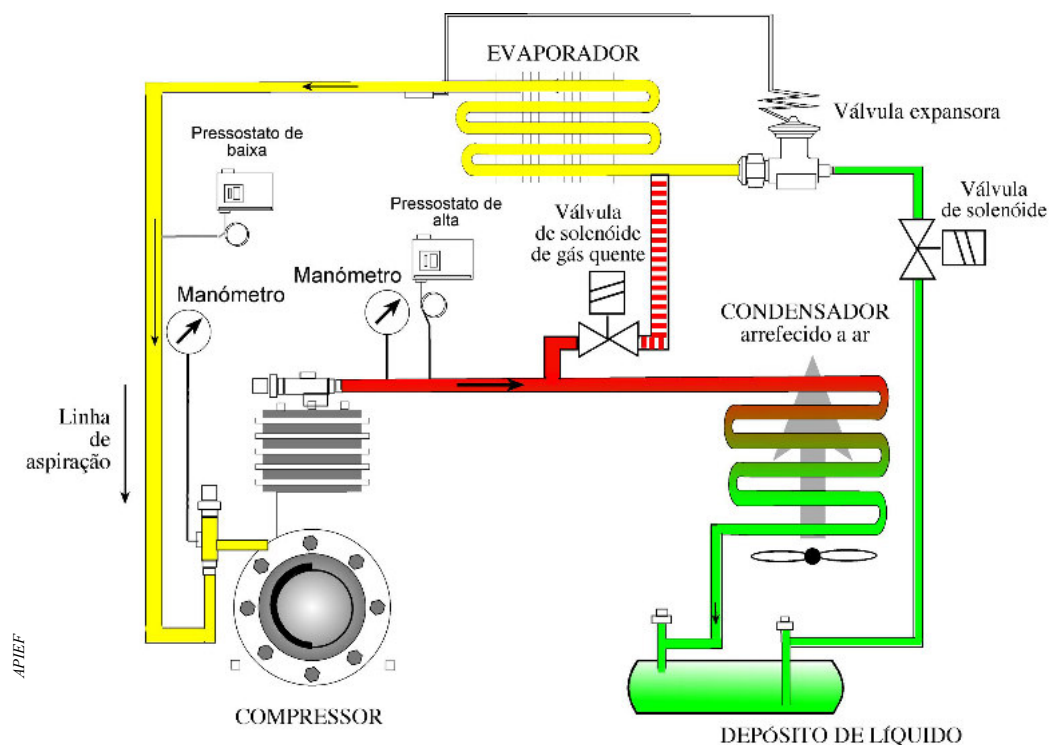 EVAPORADOR
Válvula expansora
Pressostato de
baixa
Pressostato de
alta
Válvula
de solenóide
de gás quente
Válvula
de solenóide
Manómetro
Manómetro
CONDENSADOR
arrefecido a ar
Linha
de
aspiração
APIEF
COMPRESSOR
DEPÓSITO DE LÍQUIDO